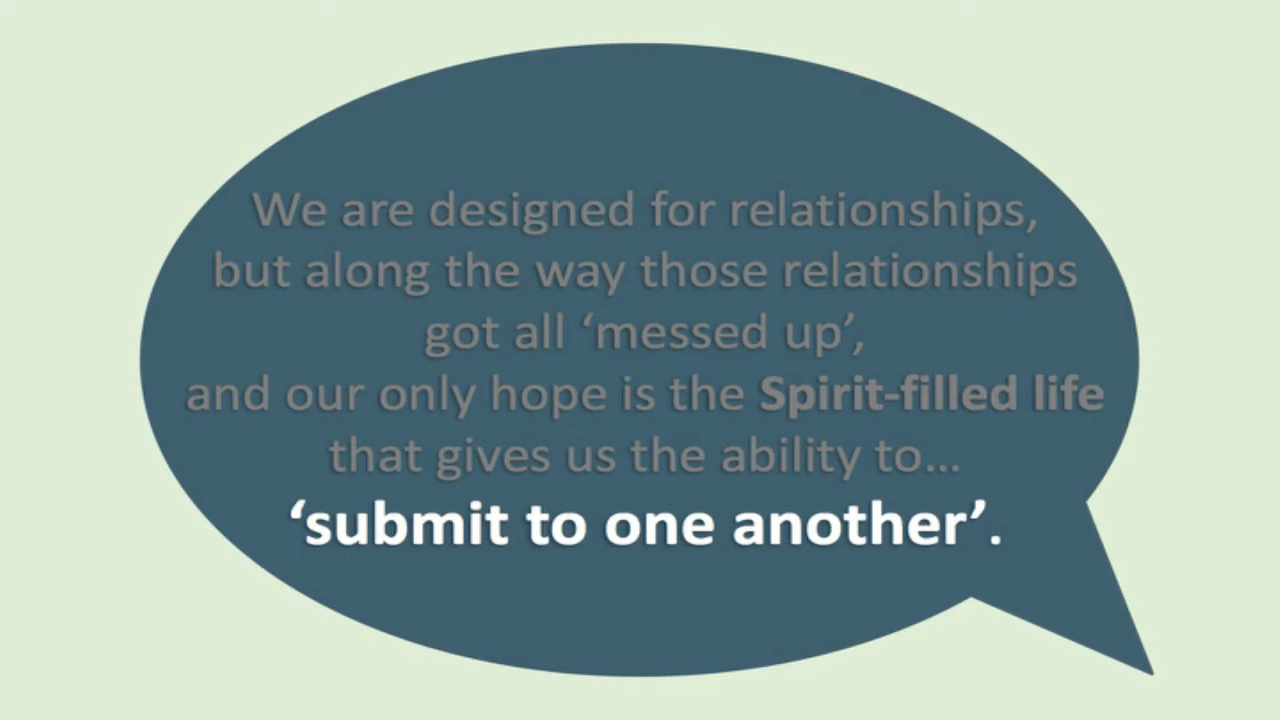 We are designed for relationships,
but along the way those relationships
got all ‘messed up’,
and our only hope is the Spirit-filled life
that gives us the ability to…
‘submit to one another’.